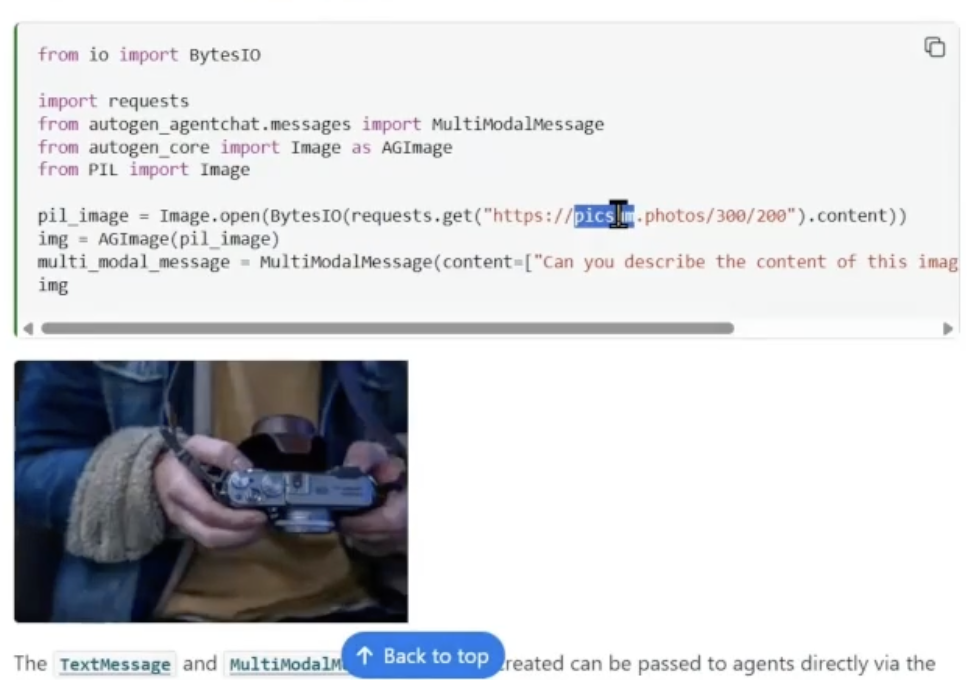 from io import BytesIO
import requests
from autogen_agentchat.messages import MultiModalMessage
from autogen_core import Image as AGImage
from PIL import Image
pil_image = Image.open(BytesIO(requests.get("https://picsum.photos/300/200").content))
img = AGImage(pil_image)
multi_modal_message = MultiModalMessage(content=["Can you describe the content of this imag
img
The TextMessage and MultiModalM reated can be passed to agents directly via the
↑ Back to top